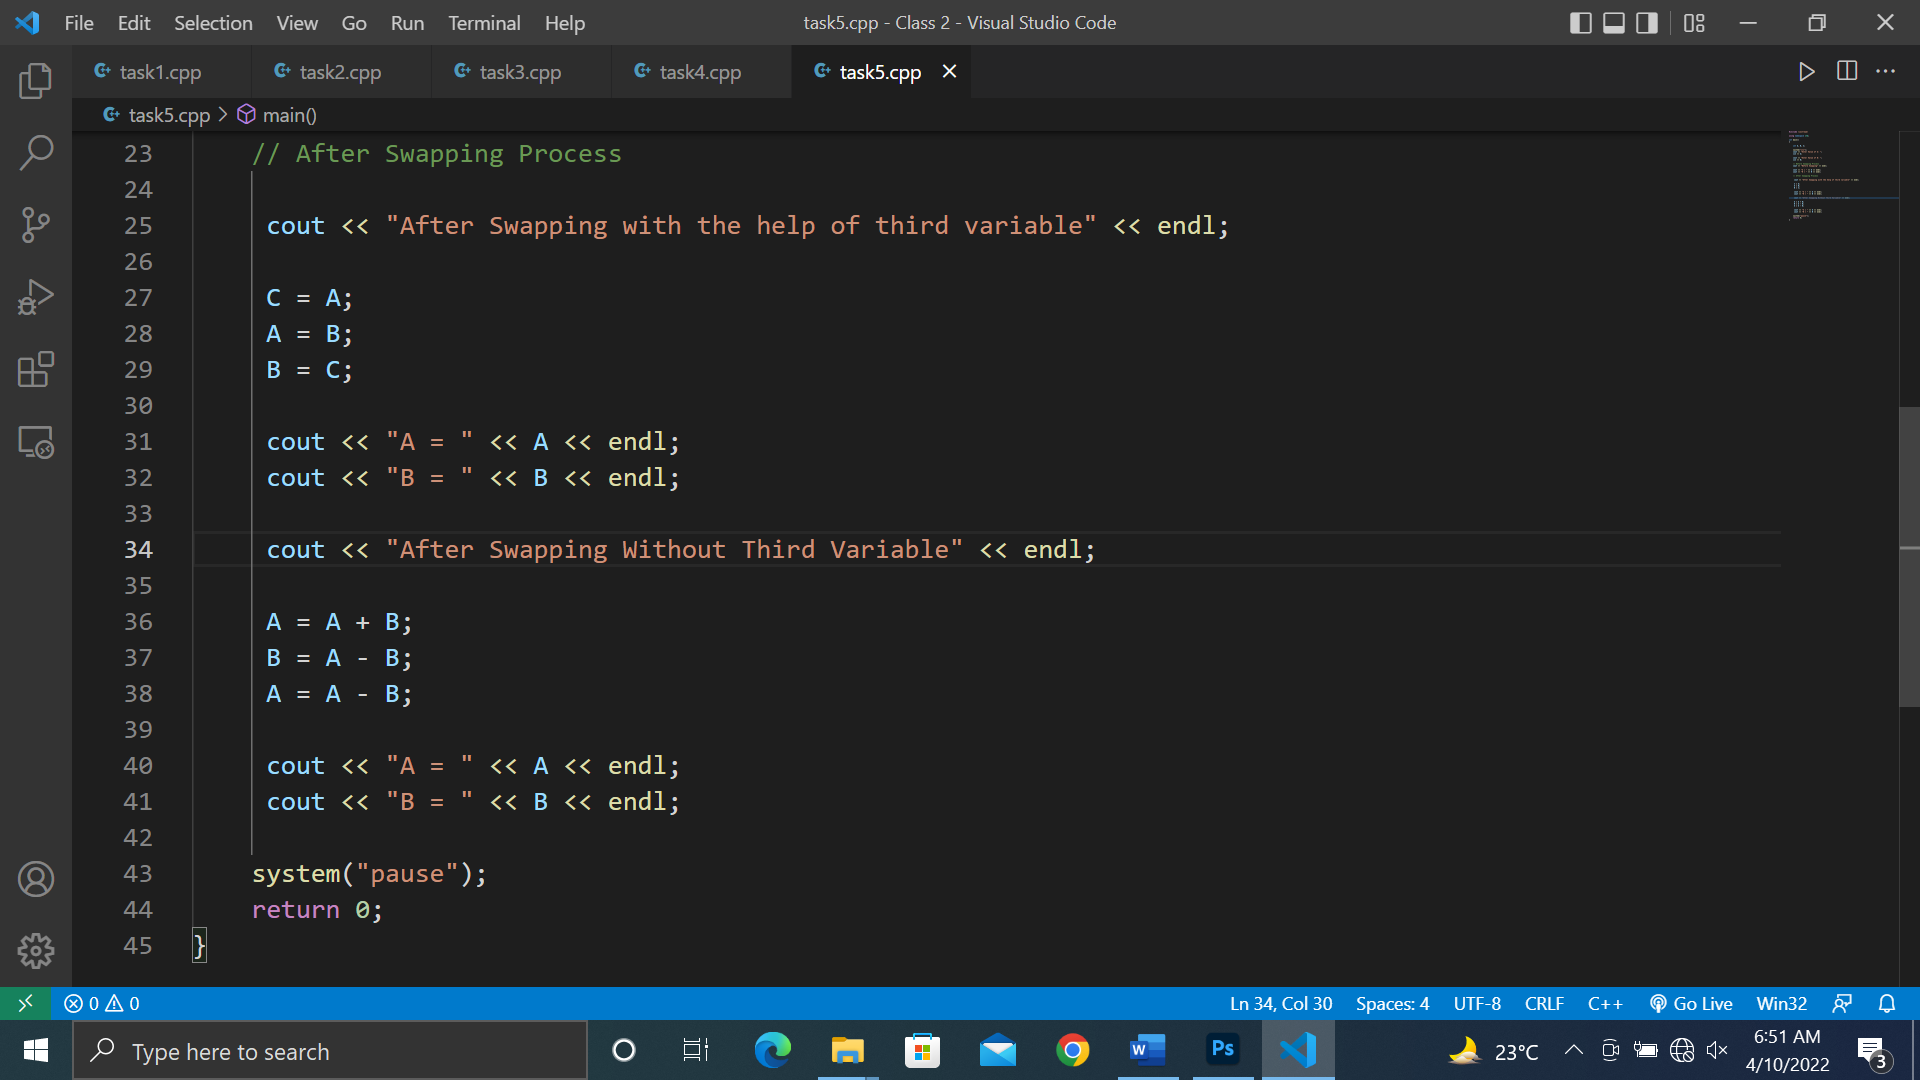 File Edit Selection View Go Run Terminal Help task5.cpp - Class 2 - Visual Studio Code
task1.cpp task2.cpp task3.cpp task4.cpp task5.cpp
task5.cpp > main()
23 // After Swapping Process
24
25 cout << "After Swapping with the help of third variable" << endl;
26
27 C = A;
28 A = B;
29 B = C;
30
31 cout << "A = " << A << endl;
32 cout << "B = " << B << endl;
33
34 cout << "After Swapping Without Third Variable" << endl;
35
36 A = A + B;
37 B = A - B;
38 A = A - B;
39
40 cout << "A = " << A << endl;
41 cout << "B = " << B << endl;
42
43 system("pause");
44 return 0;
45 }
0 0 Ln 34, Col 30 Spaces: 4 UTF-8 CRLF C++ Go Live Win32
Type here to search W Ps 23°C 6:51 AM
4/10/2022 3